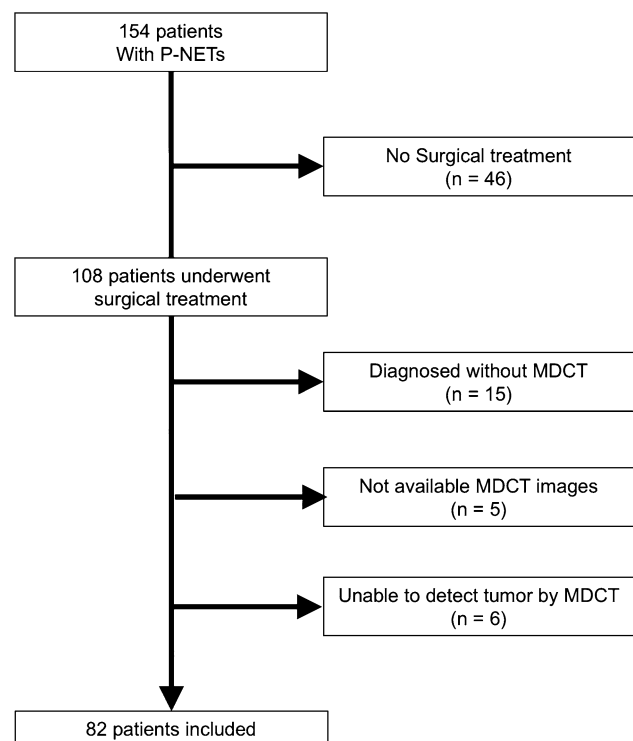 154 patients
With P-NETs
No Surgical treatment
(n = 46)
108 patients underwent
surgical treatment
Diagnosed without MDCT
(n = 15)
Not available MDCT images
(n = 5)
Unable to detect tumor by MDCT
(n = 6)
82 patients included